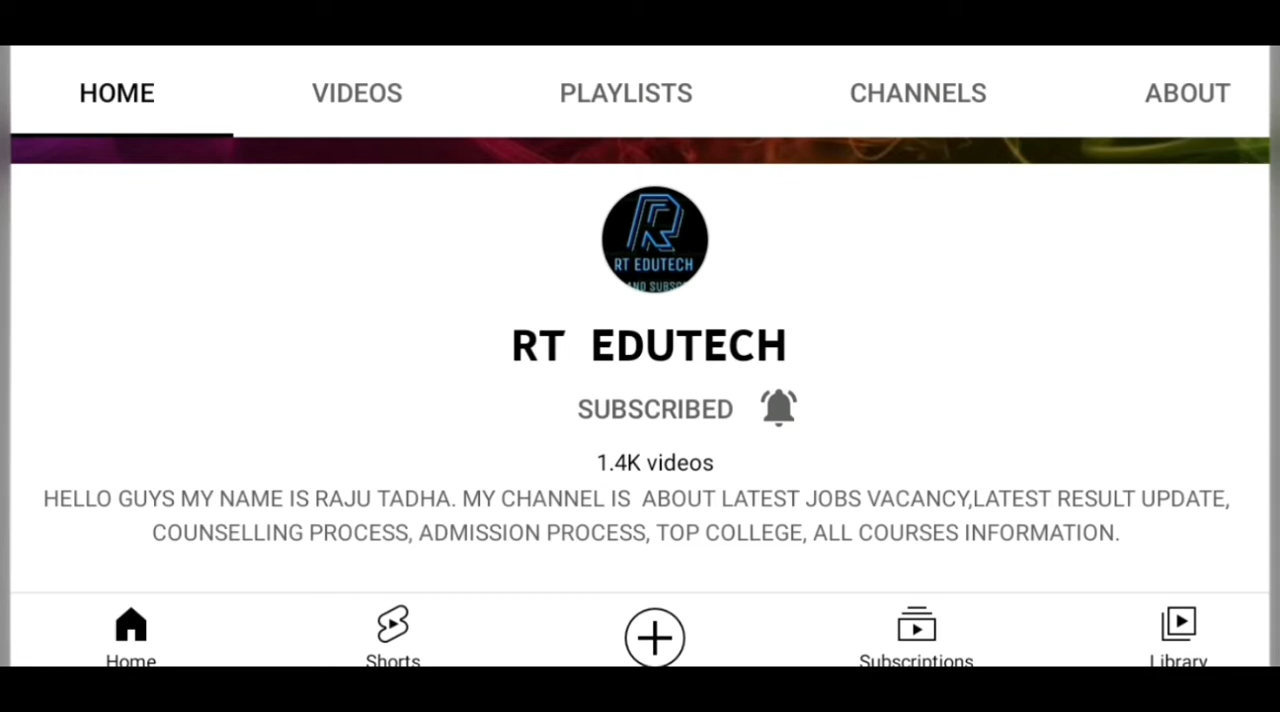 HOME VIDEOS PLAYLISTS CHANNELS ABOUT
RT EDUTECH
AND SUBSC
RT EDUTECH
SUBSCRIBED
1.4K videos
HELLO GUYS MY NAME IS RAJU TADHA. MY CHANNEL IS ABOUT LATEST JOBS VACANCY,LATEST RESULT UPDATE,
COUNSELLING PROCESS, ADMISSION PROCESS, TOP COLLEGE, ALL COURSES INFORMATION.
Home Shorts Subscriptions Library